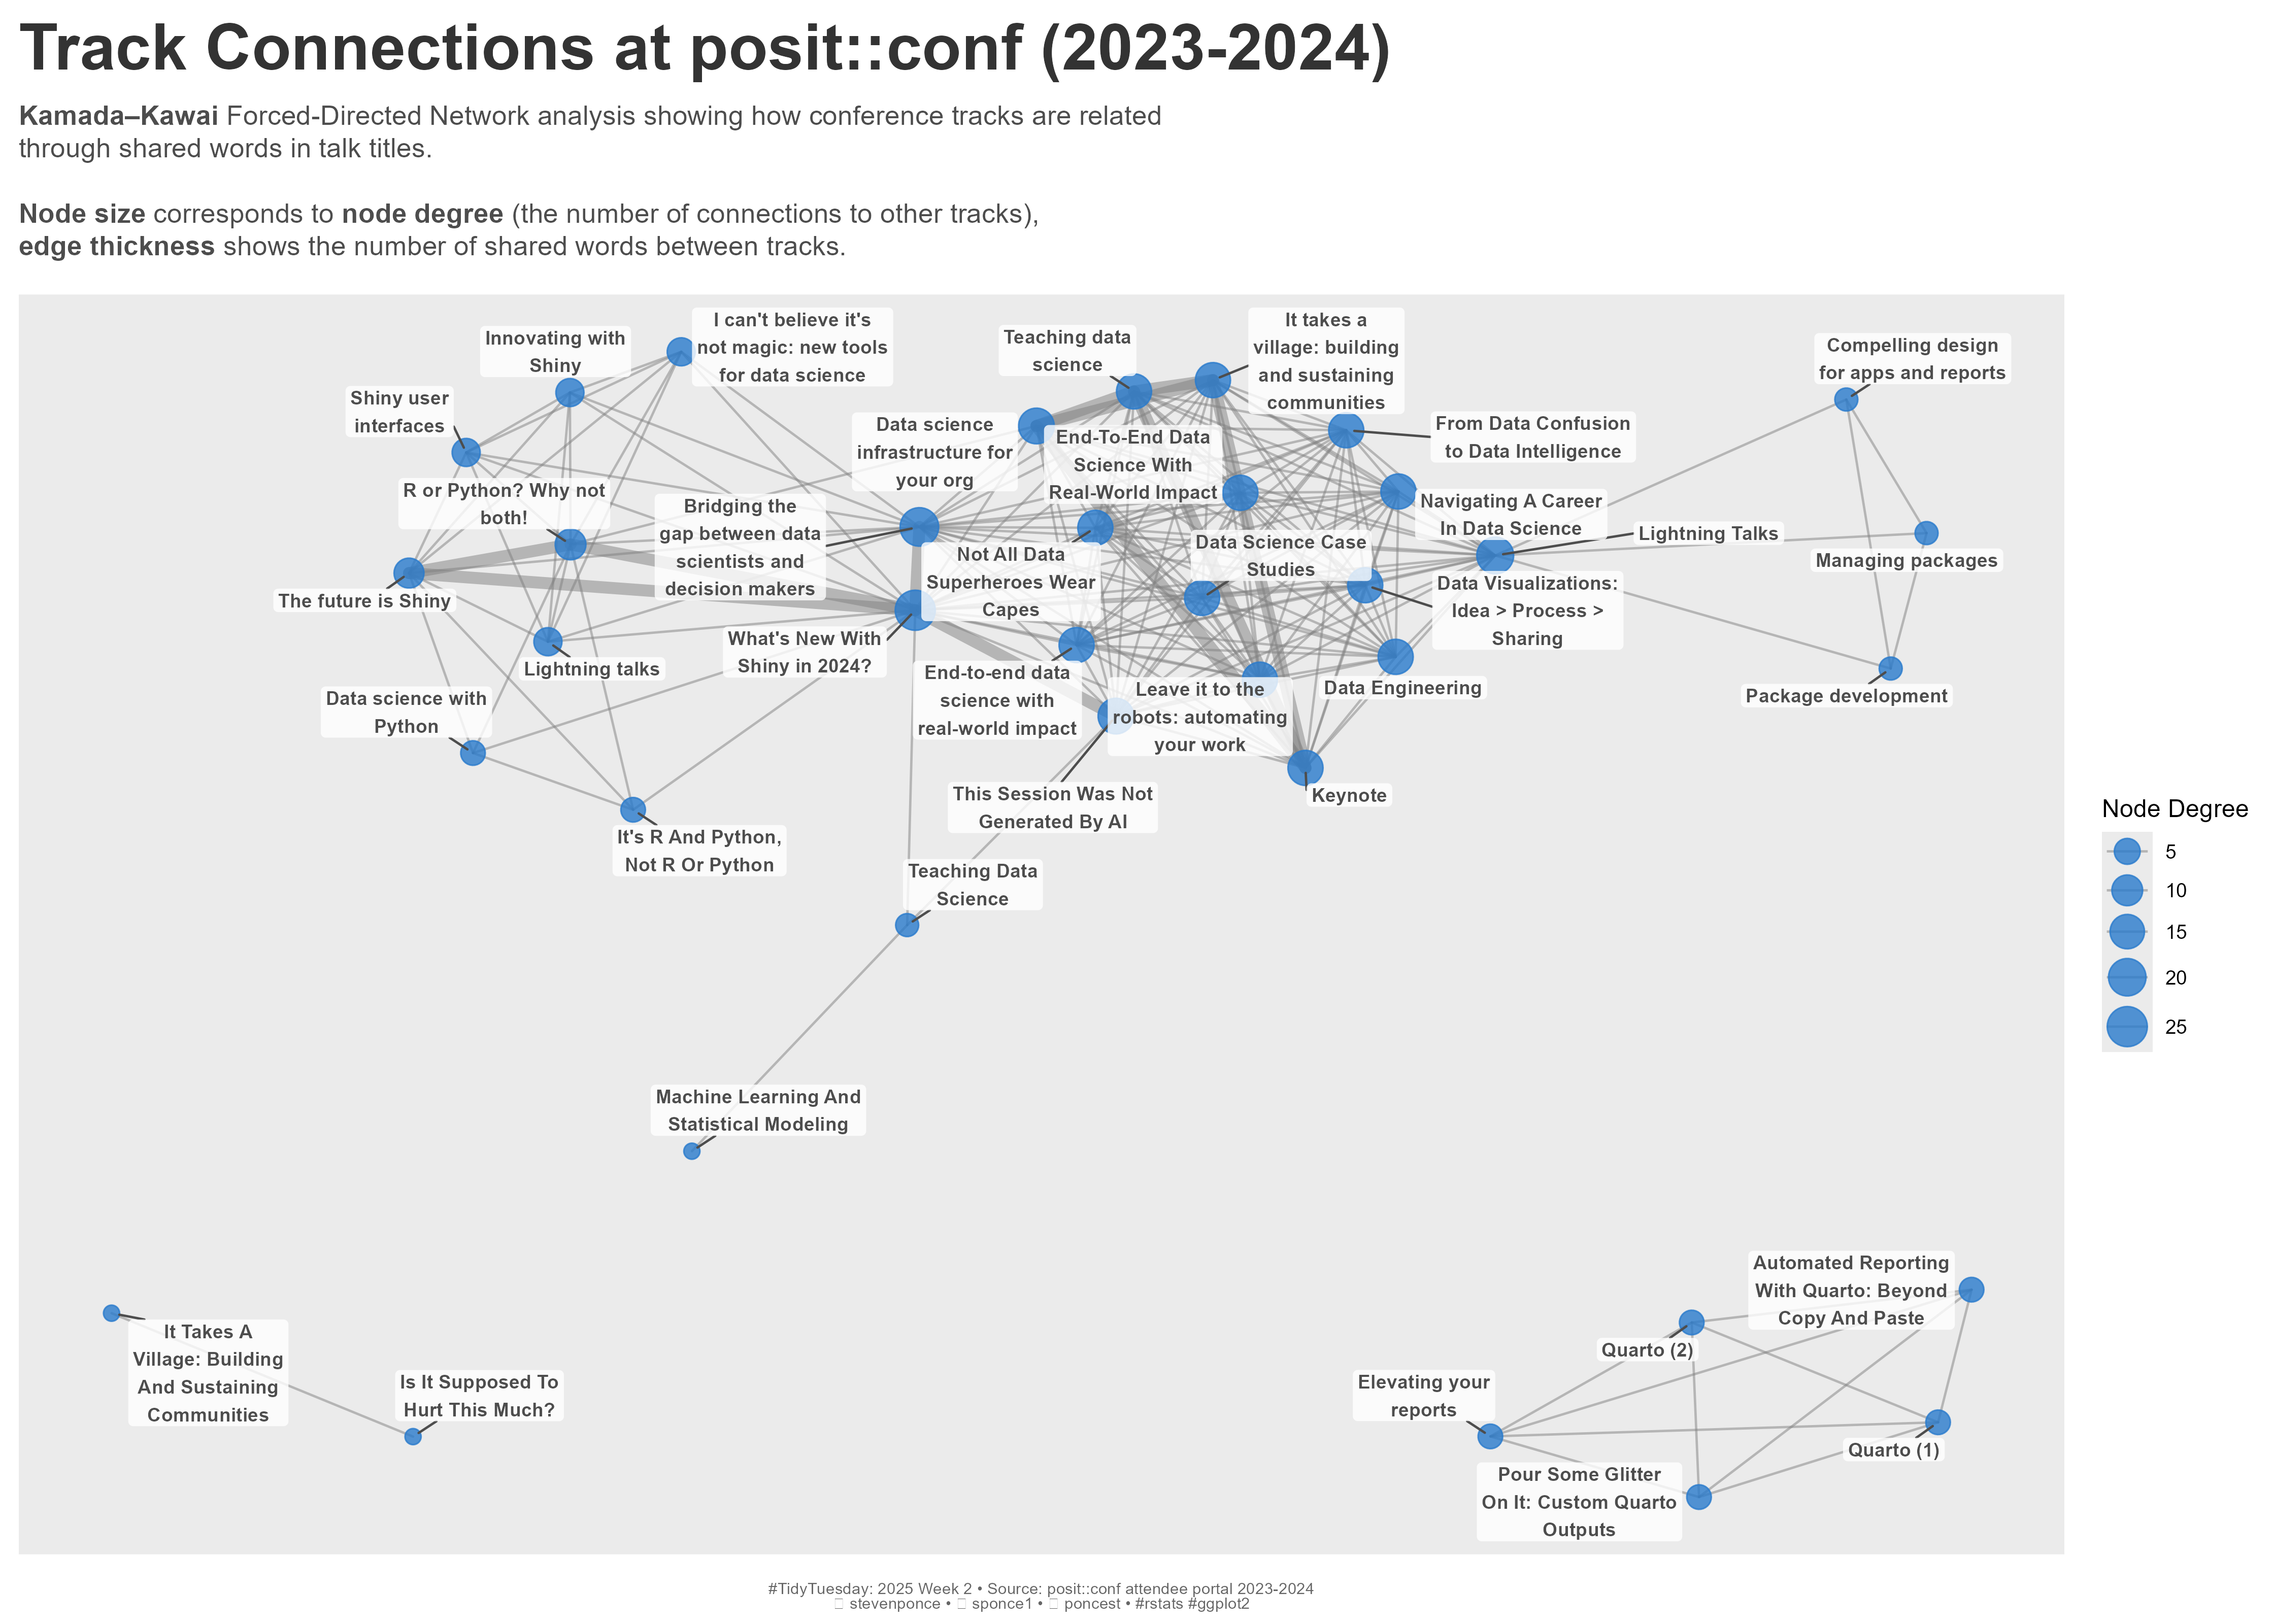 Track Connections at posit::conf (2023-2024)
Kamada–Kawai Forced-Directed Network analysis showing how conference tracks are related
through shared words in talk titles.
Node size corresponds to node degree (the number of connections to other tracks),
edge thickness shows the number of shared words between tracks.
I can't believe it's
not magic: new tools
for data science
Innovating with
Shiny
Teaching data
science
It takes a
village: building
and sustaining
communities
Compelling design
for apps and reports
Shiny user
interfaces
Data science
infrastructure for
your org
End-To-End Data
Science With
Real-World Impact
From Data Confusion
to Data Intelligence
R or Python? Why not
both!
Bridging the
gap between data
scientists and
decision makers
Navigating A Career
In Data Science
Lightning Talks
Not All Data
Superheroes Wear
Capes
Data Science Case
Studies
Managing packages
The future is Shiny
Data Visualizations:
Idea > Process >
Sharing
What's New With
Shiny in 2024?
Lightning talks
End-to-end data
science with
real-world impact
Leave it to the
robots: automating
your work
Data Engineering
Package development
Data science with
Python
This Session Was Not
Generated By AI
Keynote
It's R And Python,
Not R Or Python
Teaching Data
Science
Machine Learning And
Statistical Modeling
Node Degree
5
10
15
20
25
It Takes A
Village: Building
And Sustaining
Communities
Is It Supposed To
Hurt This Much?
Automated Reporting
With Quarto: Beyond
Copy And Paste
Quarto (2)
Elevating your
reports
Quarto (1)
Pour Some Glitter
On It: Custom Quarto
Outputs
#TidyTuesday: 2025 Week 2 • Source: posit::conf attendee portal 2023-2024
stevenponce • sponce1 • poncest • #rstats #ggplot2